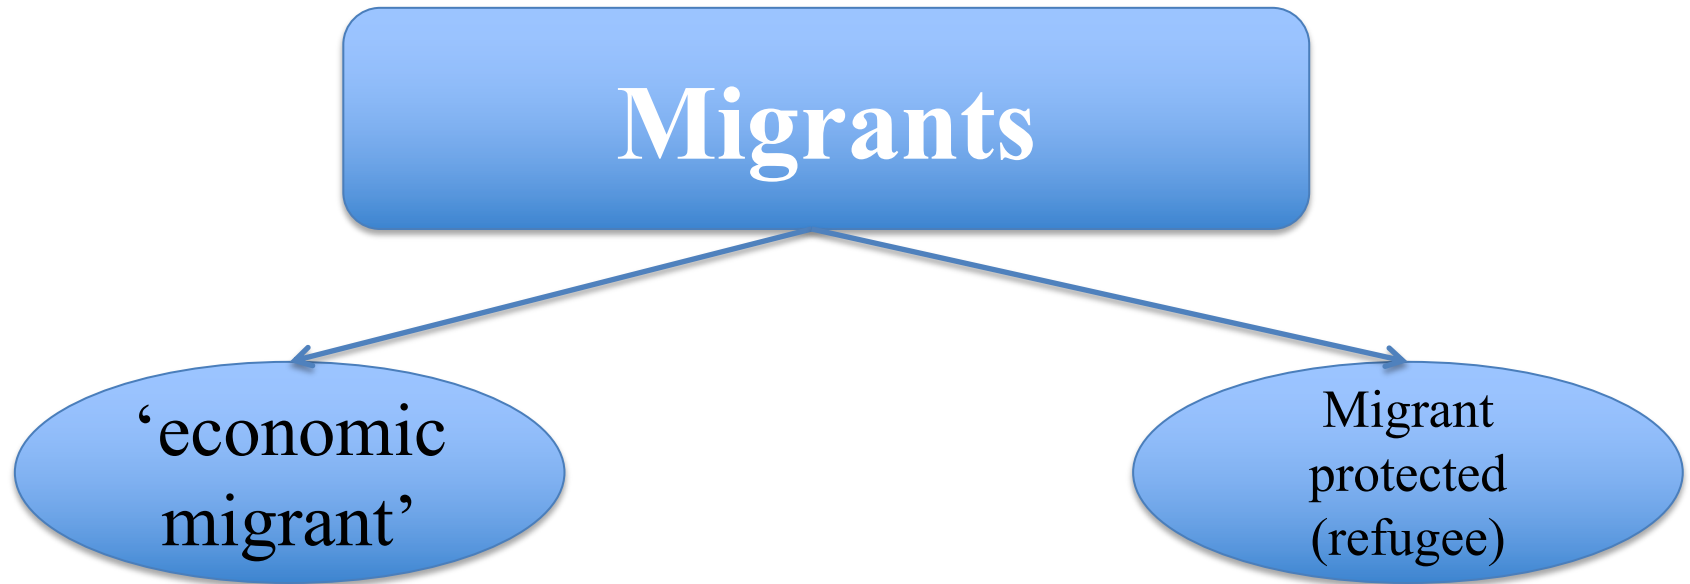 Migrants
‘economic
migrant’
Migrant
protected
(refugee)